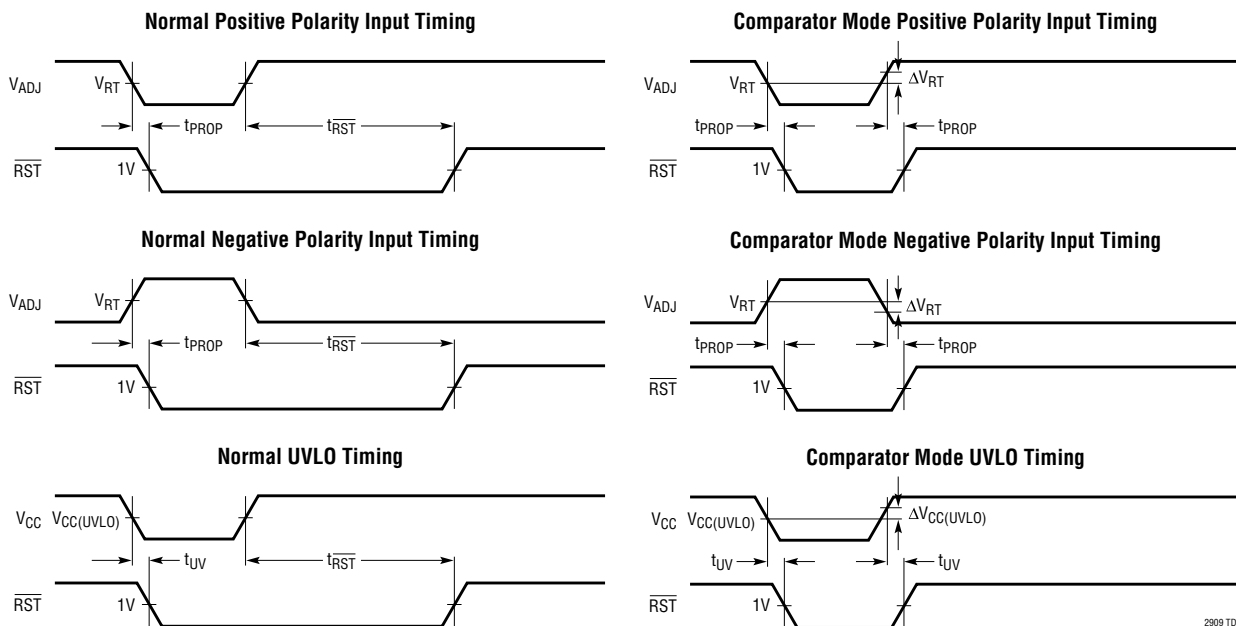 Normal Positive Polarity Input Timing
VADJ
VRT
tPROP
tRST
RST
1V
Comparator Mode Positive Polarity Input Timing
VADJ
VRT
ΔVRT
tPROP
tPROP
RST
1V
Normal Negative Polarity Input Timing
VADJ
VRT
tPROP
tRST
RST
1V
Comparator Mode Negative Polarity Input Timing
VADJ
VRT
ΔVRT
tPROP
tPROP
RST
1V
Normal UVLO Timing
VCC
VCC(UVLO)
tUV
tRST
RST
1V
Comparator Mode UVLO Timing
VCC
VCC(UVLO)
ΔVCC(UVLO)
tUV
tUV
RST
1V
2909 TD